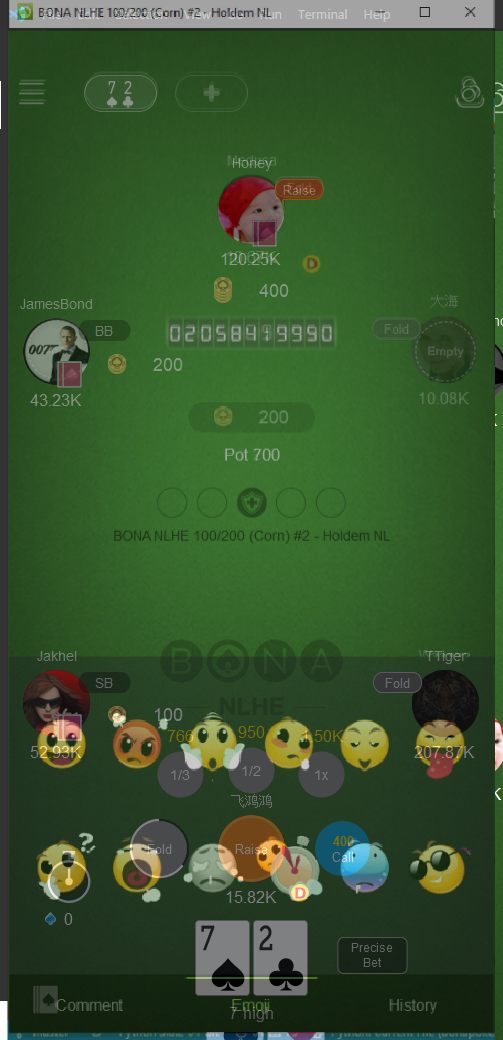 BONA NLHE 100/200 (Corn) #2 - Holdem NL
Run Terminal Help
7 2
Honey
Raise
120.25K
D
400
JamesBond
BB
007
200
43.23K
大海
Fold
Empty
10.08K
200
Pot 700
BONA NLHE 100/200 (Corn) #2 - Holdem NL
BONA
NLHE
Jakhel
SB
100
52.93K
TTiger
Fold
207.87K
766
950
1.50K
1/3
1/2
1x
飞鸿鸿
Fold
Raise
400
Call
15.82K
D
0
7
2
Precise
Bet
7 high
Comment
Emoji
History